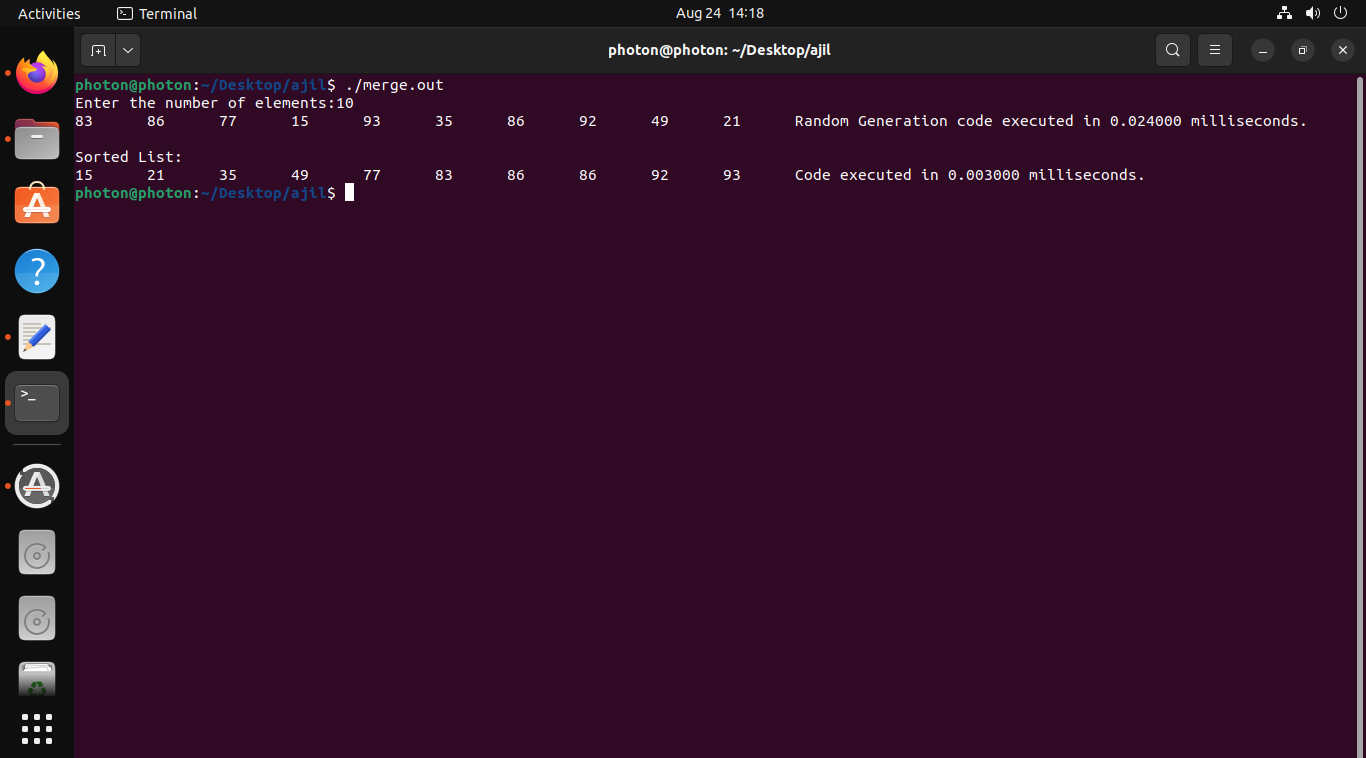 Activities Terminal Aug 24 14:18
photon@photon: ~/Desktop/ajil
photon@photon:~/Desktop/ajil$ ./merge.out
Enter the number of elements:10
83 86 77 15 93 35 86 92 49 21 Random Generation code executed in 0.024000 milliseconds.
Sorted List:
15 21 35 49 77 83 86 86 92 93 Code executed in 0.003000 milliseconds.
photon@photon:~/Desktop/ajil$